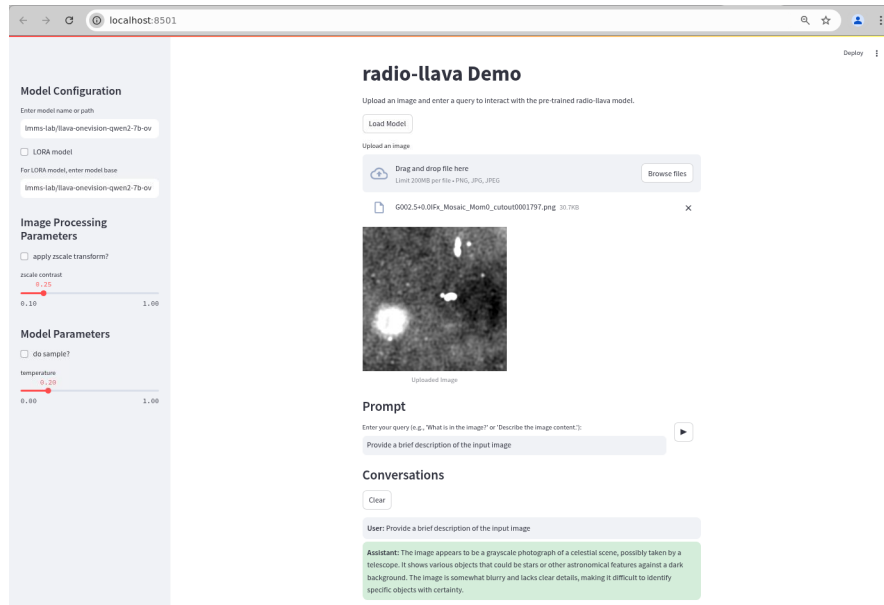 localhost:8501
Deploy
Model Configuration
Enter model name or path
lmms-lab/llava-onevision-qwen2-7b-ov
LORA model
For LORA model, enter model base
lmms-lab/llava-onevision-qwen2-7b-ov
Image Processing
Parameters
apply zscale transform?
zscale contrast
0.25
0.10 1.00
Model Parameters
do sample?
temperature
0.20
0.00 1.00
radio-llava Demo
Upload an image and enter a query to interact with the pre-trained radio-llava model.
Load Model
Upload an image
Drag and drop file here
Limit 200MB per file • PNG, JPG, JPEG
Browse files
G002.5+0.0IFx_Mosaic_Mom0_cutout0001797.png 30.7KB
Uploaded Image
Prompt
Enter your query (e.g., 'What is in the image?' or 'Describe the image content.'):
Provide a brief description of the input image
Conversations
Clear
User: Provide a brief description of the input image
Assistant: The image appears to be a grayscale photograph of a celestial scene, possibly taken by a
telescope. It shows various objects that could be stars or other astronomical features against a dark
background. The image is somewhat blurry and lacks clear details, making it difficult to identify
specific objects with certainty.